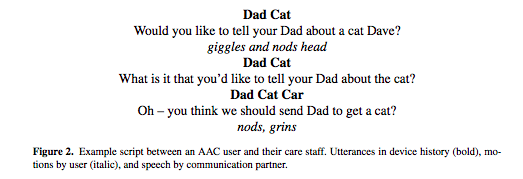 Dad Cat
Would you like to tell your Dad about a cat Dave?
giggles and nods head
Dad Cat
What is it that you'd like to tell your Dad about the cat?
Dad Cat Car
Oh – you think we should send Dad to get a cat?
nods, grins
Figure 2. Example script between an AAC user and their care staff. Utterances in device history (bold), mo-
tions by user (italic), and speech by communication partner.